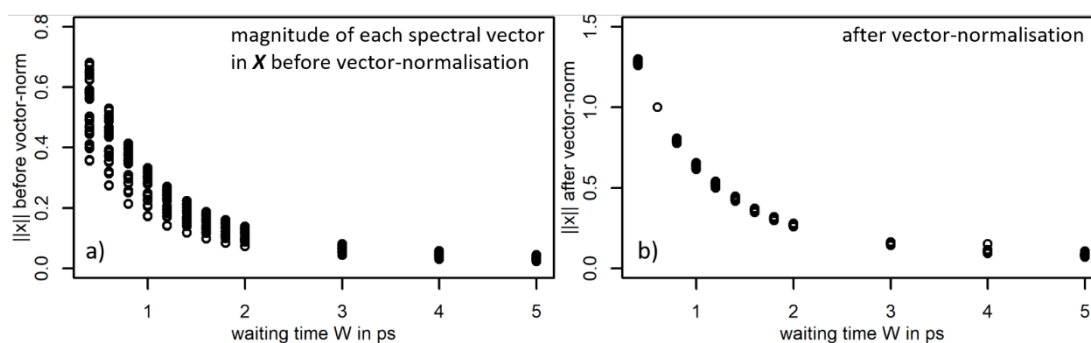 magnitude of each spectral vector
in X before vector-normalisation
||x|| before voctor-norm
0.0
0.2
0.4
0.6
0.8
a)
1
2
3
4
5
waiting time W in ps
after vector-normalisation
||x|| after vector-norm
0.0
0.5
1.0
1.5
b)
1
2
3
4
5
waiting time W in ps